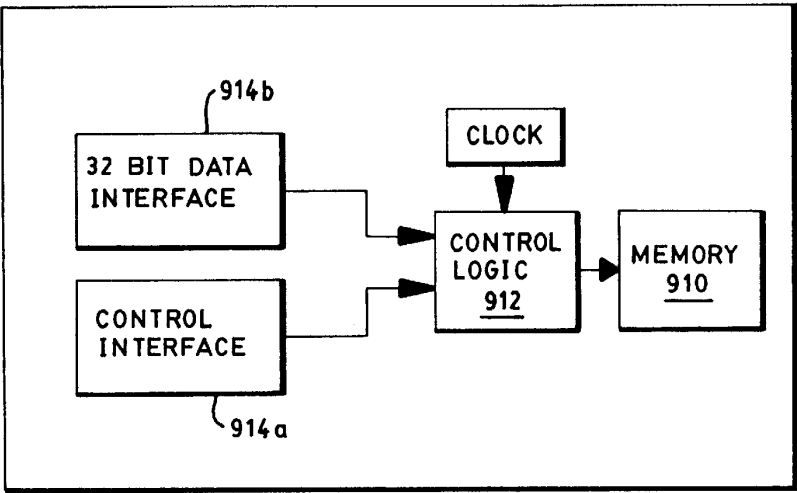 914b
32 BIT DATA
INTERFACE
CLOCK
CONTROL
LOGIC
912
MEMORY
910
CONTROL
INTERFACE
914a